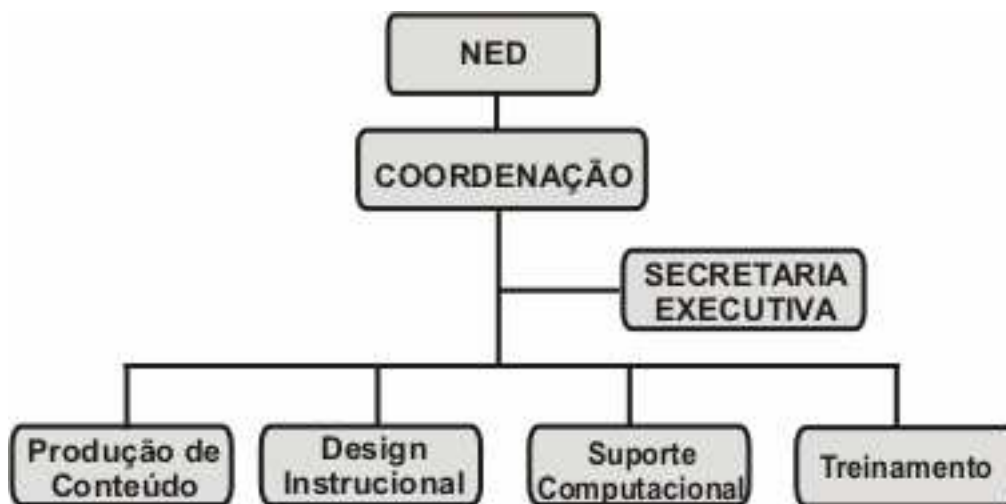 NED
COORDENAÇÃO
SECRETARIA
EXECUTIVA
Produção de
Conteúdo
Design
Instrucional
Suporte
Computacional
Treinamento